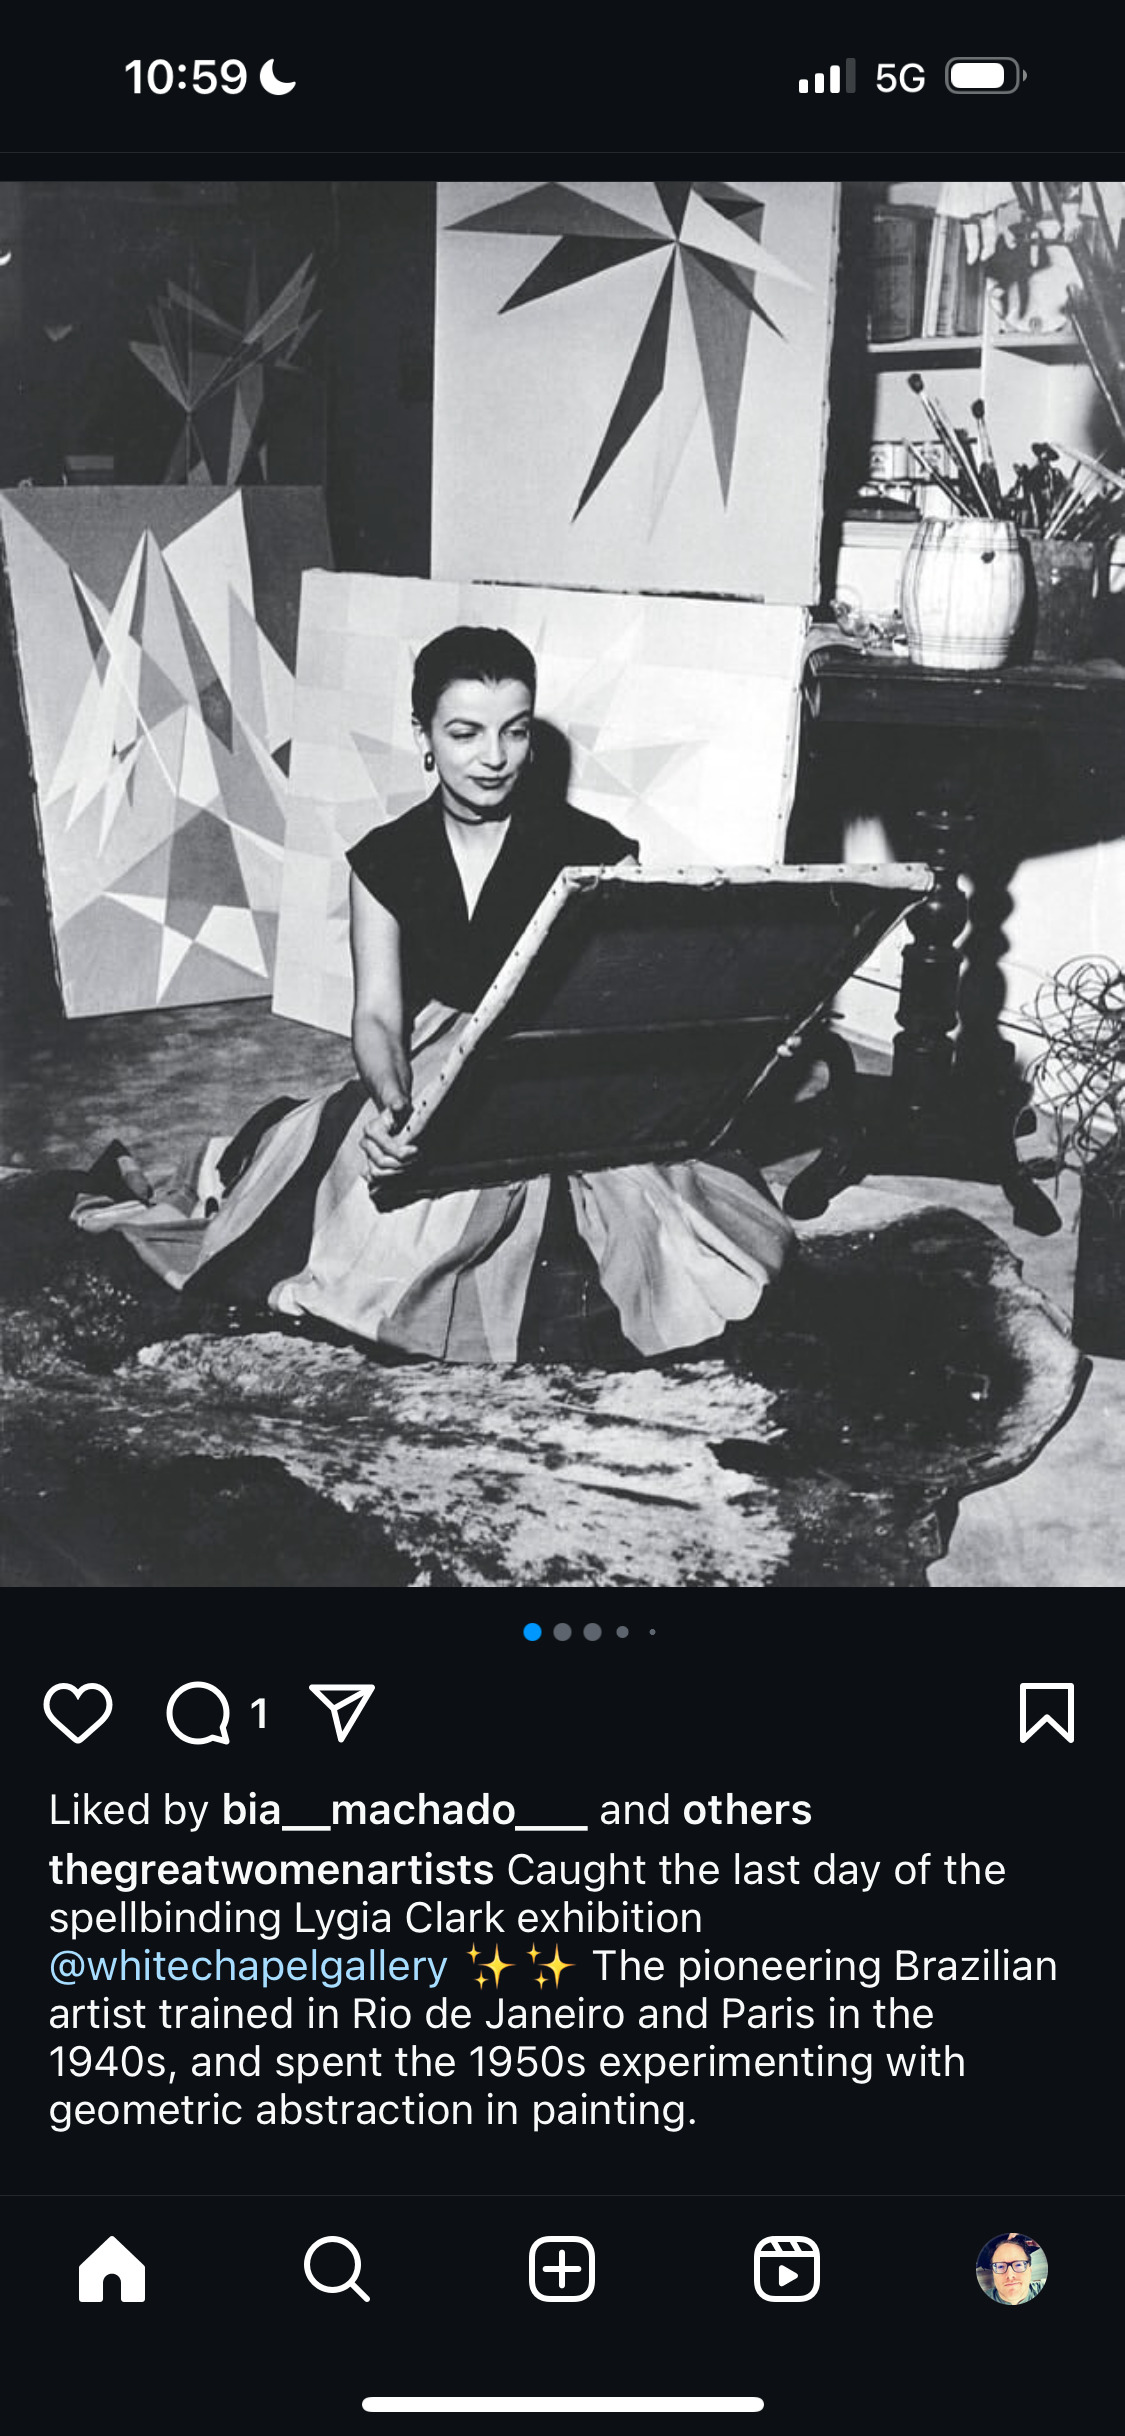 10:59 5G
1
Liked by bia__machado___ and others
thegreatwomenartists Caught the last day of the
spellbinding Lygia Clark exhibition
@whitechapelgallery ✨✨ The pioneering Brazilian
artist trained in Rio de Janeiro and Paris in the
1940s, and spent the 1950s experimenting with
geometric abstraction in painting.